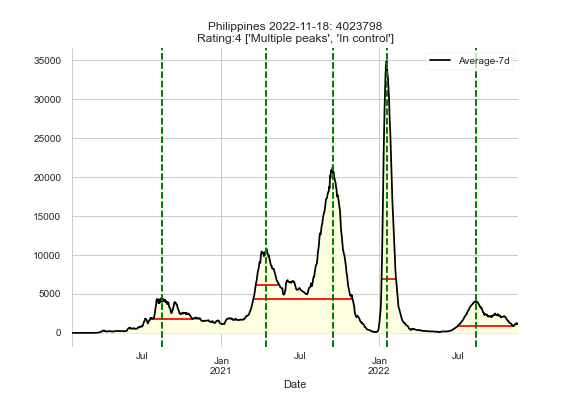 Philippines 2022-11-18: 4023798
Rating:4 ['Multiple peaks', 'In control']
Average-7d
35000
30000
25000
20000
15000
10000
5000
0
Jul
Jan
2021
Jul
Jan
2022
Jul
Date